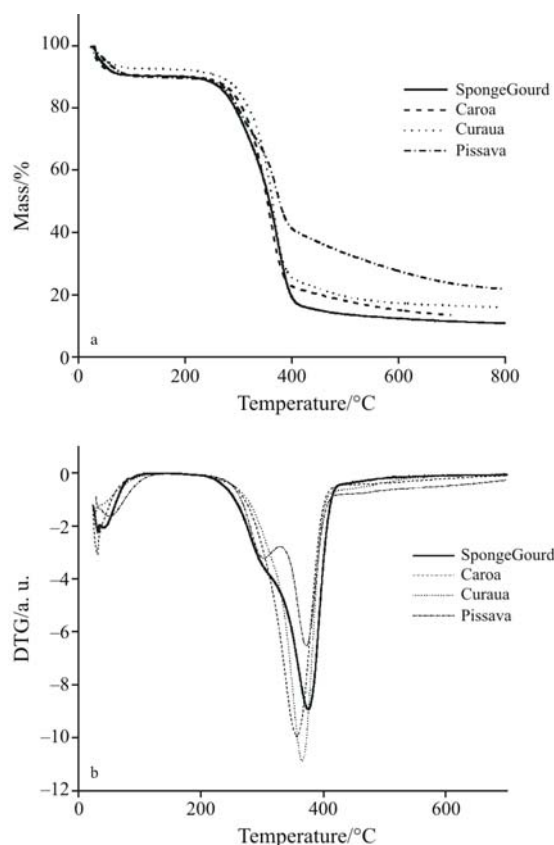 100
80
60
40
20
0
Mass/%
SpongeGourd
Caroa
Curaua
Pissava
a
0 200 400 600 800
Temperature/°C
0
–2
–4
–6
–8
–10
–12
DTG/a. u.
SpongeGourd
Caroa
Curaua
Pissava
b
0 200 400 600
Temperature/°C